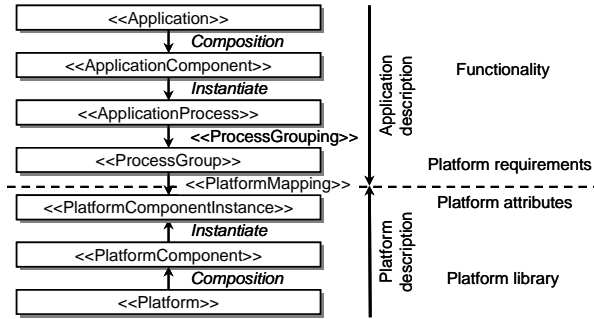 <<Application>>
Composition
<<ApplicationComponent>>
Instantiate
<<ApplicationProcess>>
<<ProcessGrouping>>
<<ProcessGroup>>
<<PlatformMapping>>
<<PlatformComponentInstance>>
Instantiate
<<PlatformComponent>>
Composition
<<Platform>>
Application
description
Platform
description
Functionality
Platform requirements
Platform attributes
Platform library